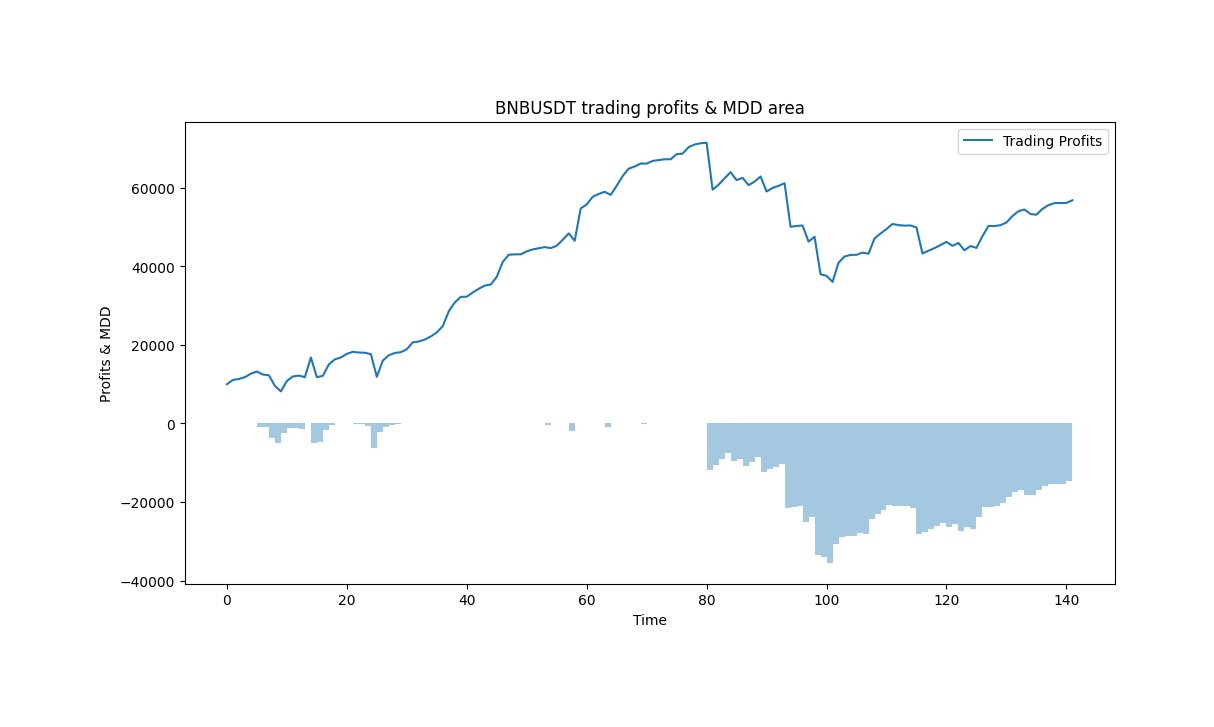 BNBUSDT trading profits & MDD area
Trading Profits
60000
40000
20000
0
−20000
−40000
Profits & MDD
0 20 40 60 80 100 120 140
Time